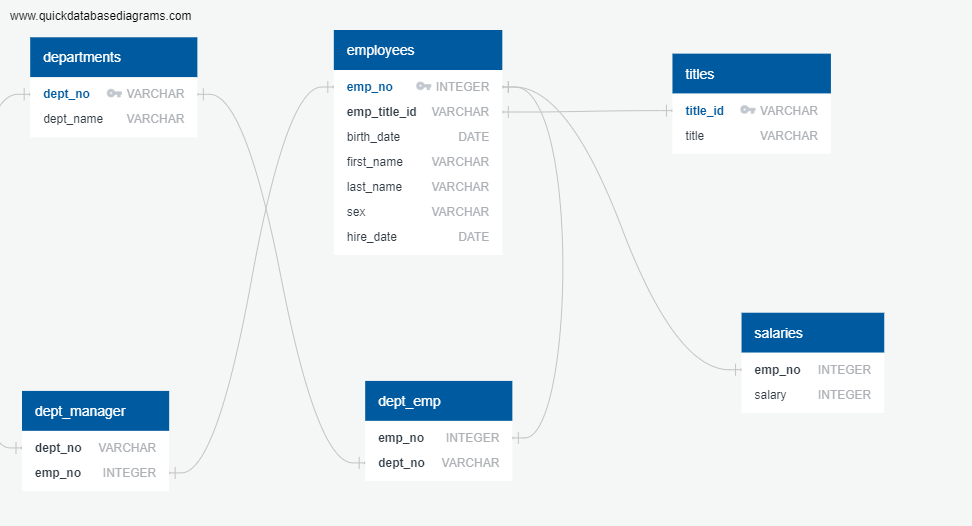 www.quickdatabasediagrams.com
departments
dept_no VARCHAR
dept_name VARCHAR
employees
emp_no INTEGER
emp_title_id VARCHAR
birth_date DATE
first_name VARCHAR
last_name VARCHAR
sex VARCHAR
hire_date DATE
titles
title_id VARCHAR
title VARCHAR
salaries
emp_no INTEGER
salary INTEGER
dept_manager
dept_no VARCHAR
emp_no INTEGER
dept_emp
emp_no INTEGER
dept_no VARCHAR